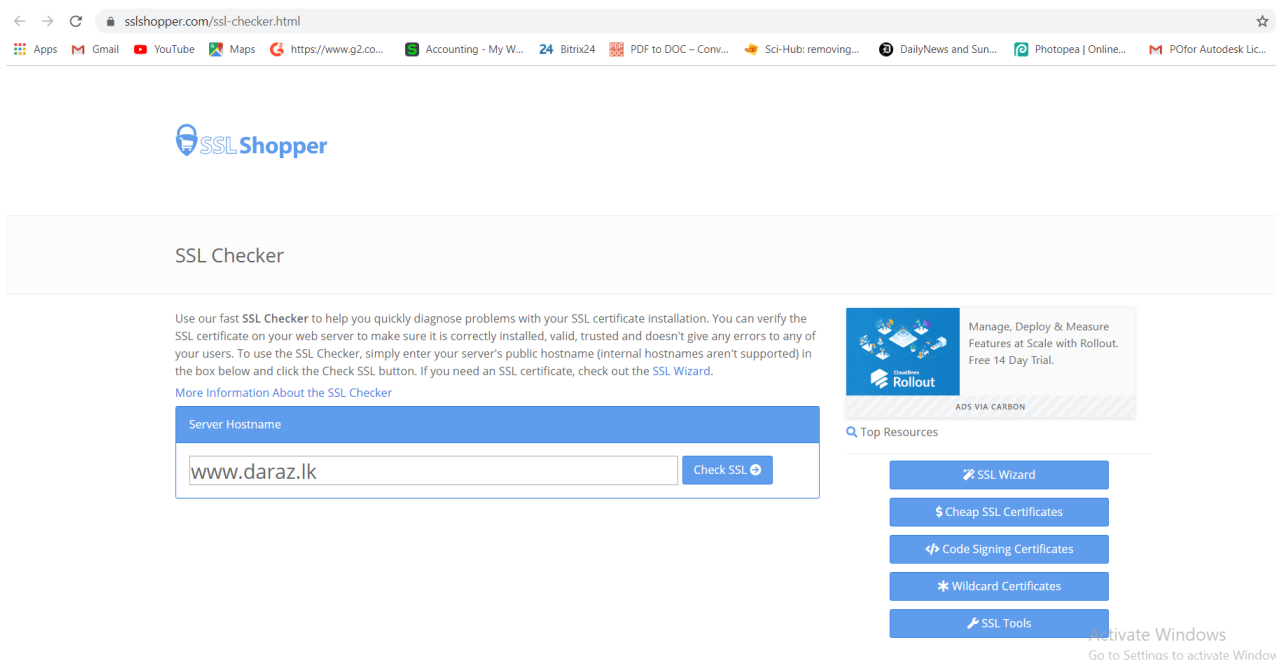 sslshopper.com/ssl-checker.html
Apps Gmail YouTube Maps https://www.g2.co... Accounting - My W... 24 Bitrix24 PDF to DOC – Conv... Sci-Hub: removing... DailyNews and Sun... Photopea | Online... POfor Autodesk Lic...
SSL Shopper
SSL Checker
Use our fast SSL Checker to help you quickly diagnose problems with your SSL certificate installation. You can verify the
SSL certificate on your web server to make sure it is correctly installed, valid, trusted and doesn't give any errors to any of
your users. To use the SSL Checker, simply enter your server's public hostname (internal hostnames aren't supported) in
the box below and click the Check SSL button. If you need an SSL certificate, check out the SSL Wizard.
More Information About the SSL Checker
Server Hostname
www.daraz.lk
Check SSL
Manage, Deploy & Measure
Features at Scale with Rollout.
Free 14 Day Trial.
CloudBees
Rollout
ADS VIA CARBON
Top Resources
SSL Wizard
$ Cheap SSL Certificates
</> Code Signing Certificates
Wildcard Certificates
SSL Tools
Activate Windows
Go to Settings to activate Window